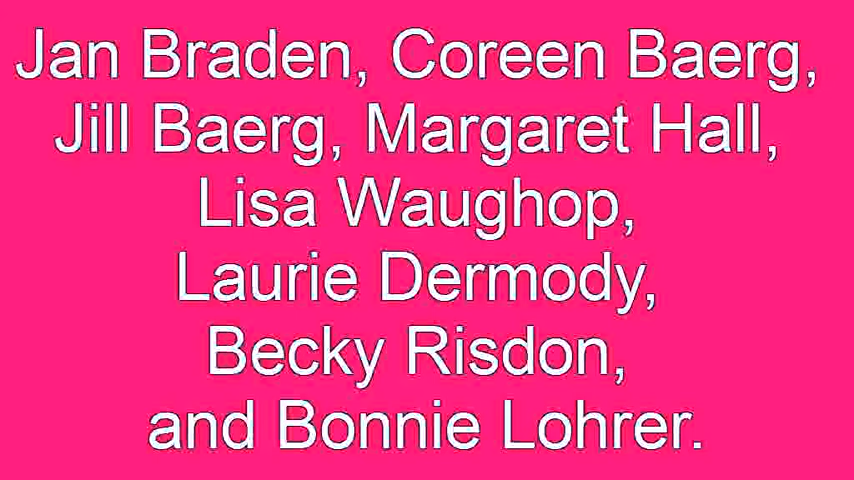 Jan Braden, Coreen Baerg,
Jill Baerg, Margaret Hall,
Lisa Waughop,
Laurie Dermody,
Becky Risdon,
and Bonnie Lohrer.